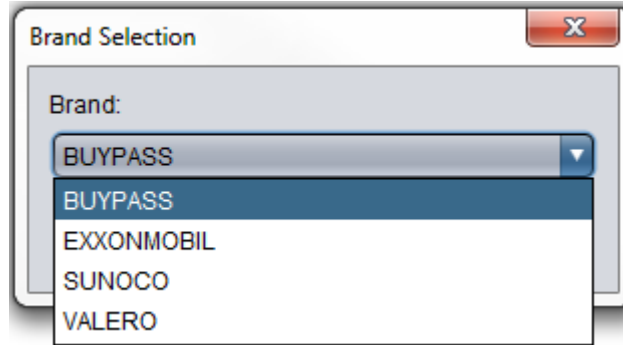 Brand Selection
Brand:
BUYPASS
BUYPASS
EXXONMOBIL
SUNOCO
VALERO